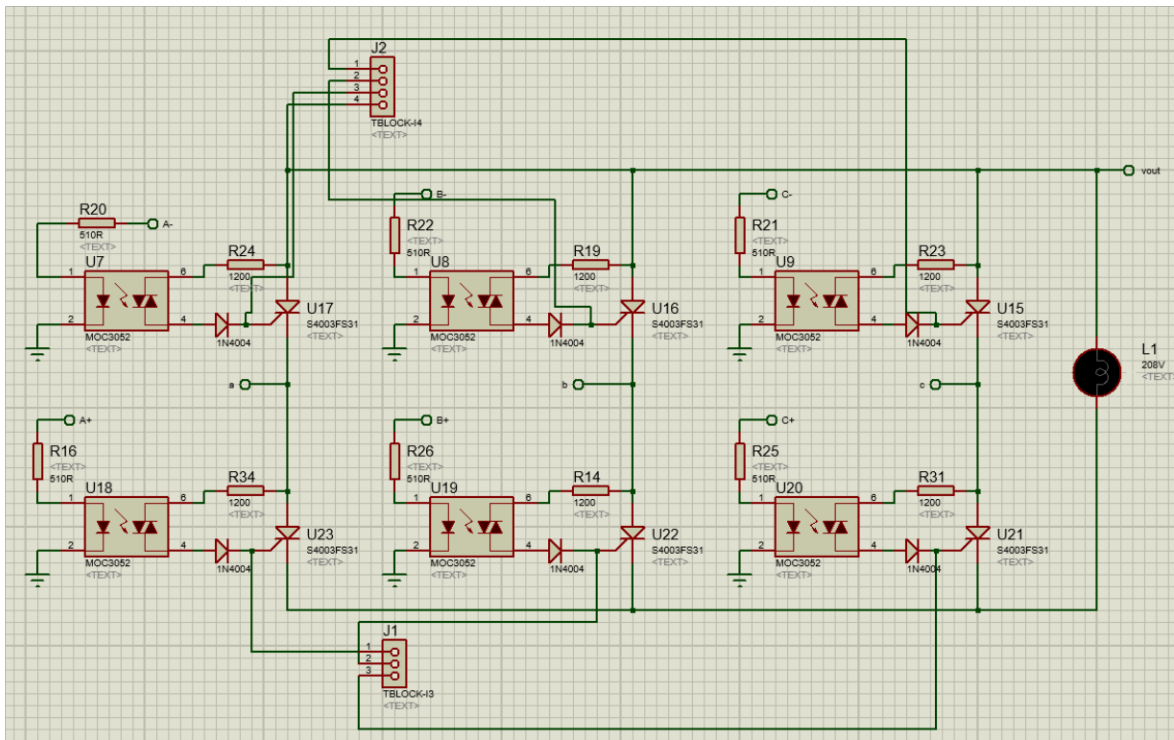 J2
1
2
3
4
TBLOCK-I4
<TEXT>
vout
R20
510R
<TEXT>
A-
B-
R22
<TEXT>
510R
C-
R21
<TEXT>
510R
R24
1200
<TEXT>
R19
1200
<TEXT>
R23
1200
<TEXT>
U7
1
2
6
4
MOC3052
<TEXT>
1N4004
U17
S4003FS31
<TEXT>
U8
1
2
6
4
MOC3052
<TEXT>
1N4004
U16
S4003FS31
<TEXT>
U9
1
2
6
4
MOC3052
<TEXT>
1N4004
U15
S4003FS31
<TEXT>
L1
208V
<TEXT>
a
b
c
A+
R16
<TEXT>
510R
B+
R26
<TEXT>
510R
C+
R25
<TEXT>
510R
R34
1200
<TEXT>
R14
1200
<TEXT>
R31
1200
<TEXT>
U18
1
2
6
4
MOC3052
<TEXT>
1N4004
U23
S4003FS31
<TEXT>
U19
1
2
6
4
MOC3052
<TEXT>
1N4004
U22
S4003FS31
<TEXT>
U20
1
2
6
4
MOC3052
<TEXT>
1N4004
U21
S4003FS31
<TEXT>
J1
1
2
3
TBLOCK-I3
<TEXT>